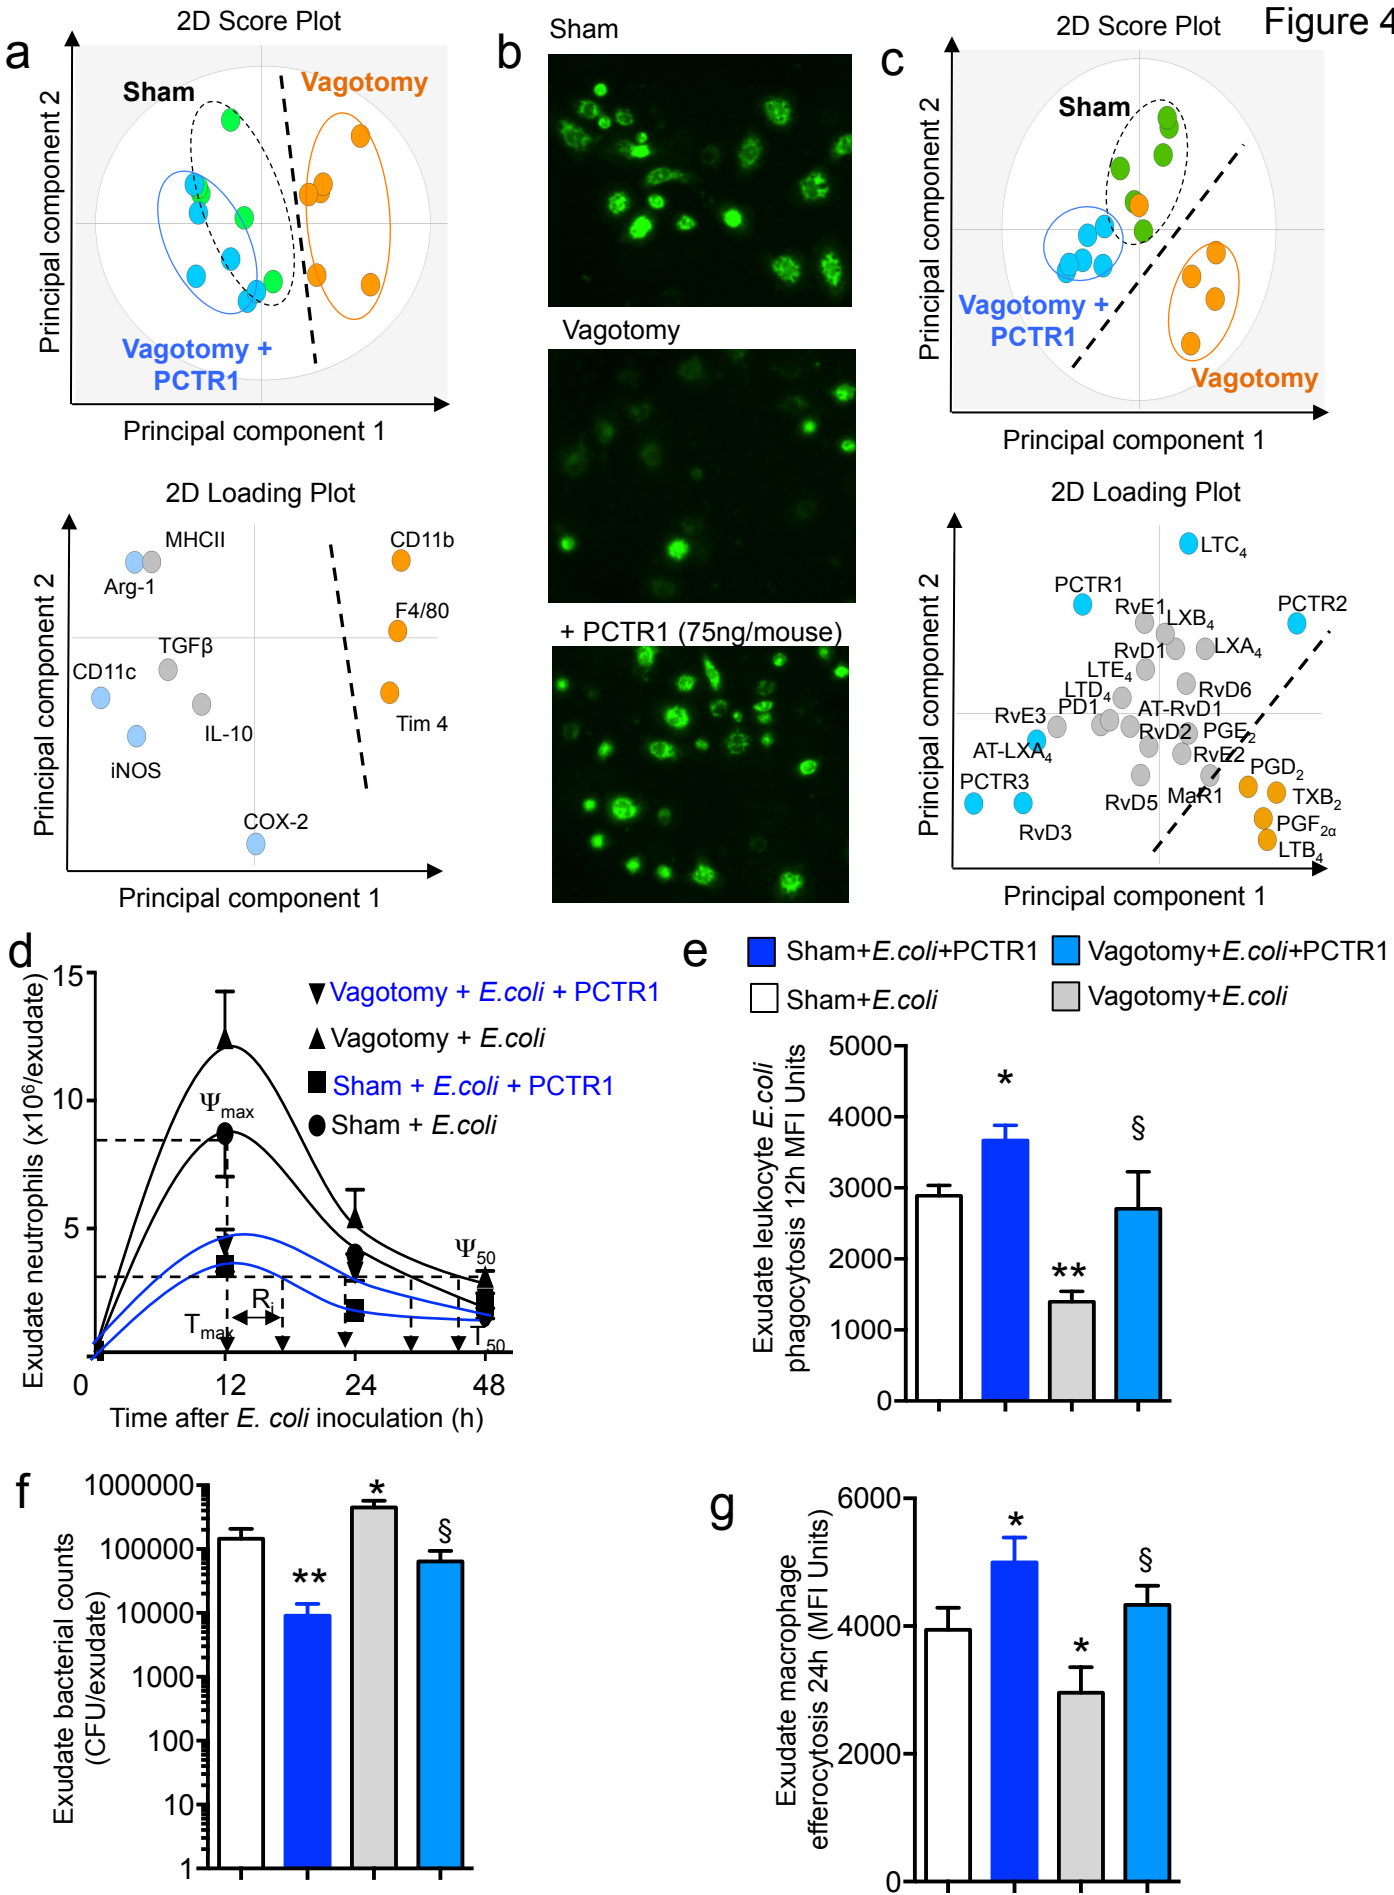 Figure 4
a
2D Score Plot
Sham
Vagotomy
Vagotomy +
PCTR1
Principal component 2
Principal component 1
2D Loading Plot
MHCII
Arg-1
CD11b
F4/80
TGFβ
CD11c
IL-10
Tim 4
iNOS
COX-2
Principal component 2
Principal component 1
b
Sham
Vagotomy
+ PCTR1 (75ng/mouse)
c
2D Score Plot
Sham
Vagotomy +
PCTR1
Vagotomy
Principal component 2
Principal component 1
2D Loading Plot
LTC4
PCTR1
RvE1
PCTR2
LXB4
RvD1
LXA4
LTE4
RvD6
LTD4
PD1
AT-RvD1
RvE3
RvD2
PGE2
AT-LXA4
RvE2
PGD2
PCTR3
RvD5
MaR1
TXB2
RvD3
PGF2α
LTB4
Principal component 2
Principal component 1
d
Exudate neutrophils (x10⁶/exudate)
15
10
5
0
12
24
48
Time after E. coli inoculation (h)
Vagotomy + E.coli + PCTR1
Vagotomy + E.coli
Sham + E.coli + PCTR1
Sham + E.coli
Ψmax
Ψ50
Ri
Tmax
T50
e
Sham+E.coli+PCTR1
Vagotomy+E.coli+PCTR1
Sham+E.coli
Vagotomy+E.coli
Exudate leukocyte E.coli
phagocytosis 12h MFI Units
5000
4000
3000
2000
1000
0
*
**
§
f
Exudate bacterial counts
(CFU/exudate)
1000000
100000
10000
1000
100
10
1
**
*
§
g
Exudate macrophage
efferocytosis 24h (MFI Units)
6000
4000
2000
0
*
*
§